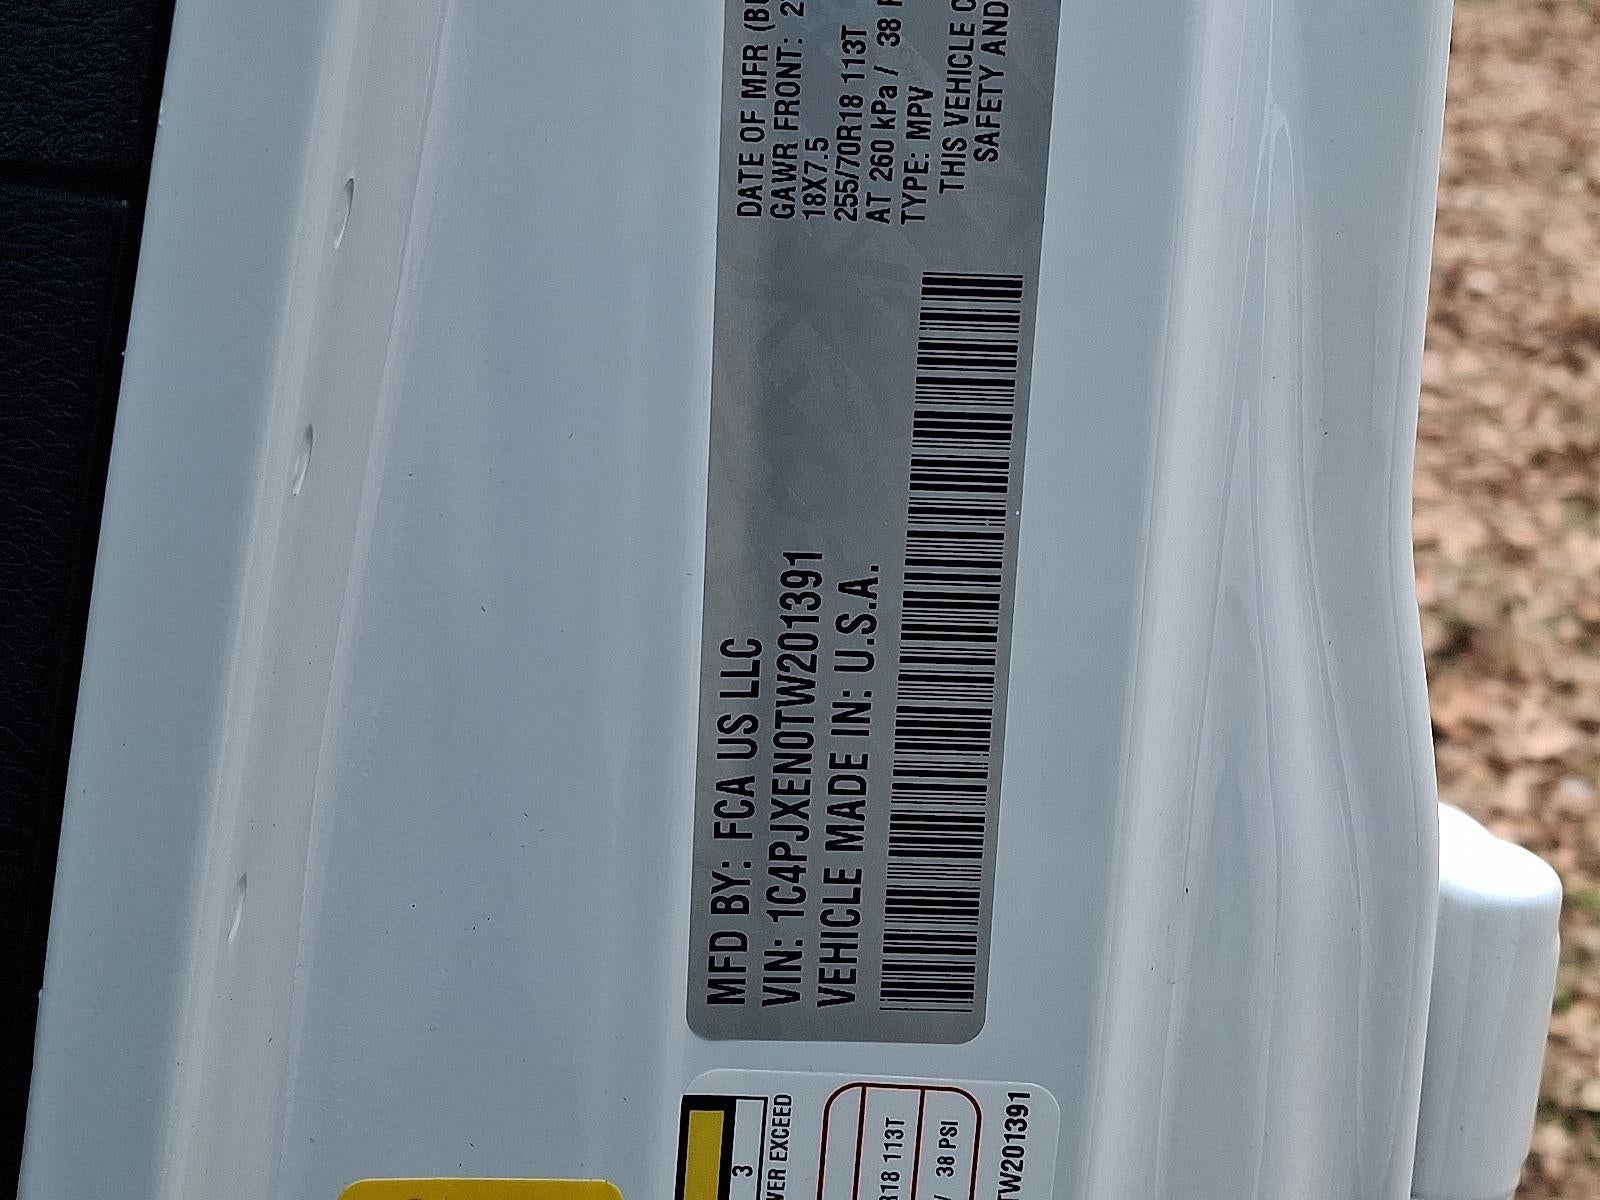 MFD BY: FCA US LLC
VIN: 1C4PJXEN0TW201391
VEHICLE MADE IN: U.S.A.
DATE OF MFR
GAWR FRONT: 2
18X7.5
255/70R18 113T
AT 260 kPa / 38
TYPE: MPV
THIS VEHICLE
SAFETY AND
3
EXCEED
R18 113T
/ 38 PSI
TW201391